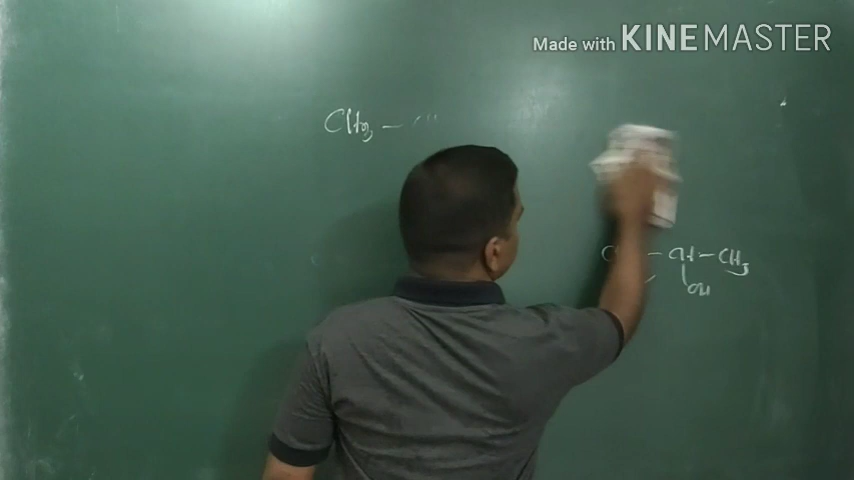 Made with KINEMASTER
CH3 –
– CH – CH3
OH